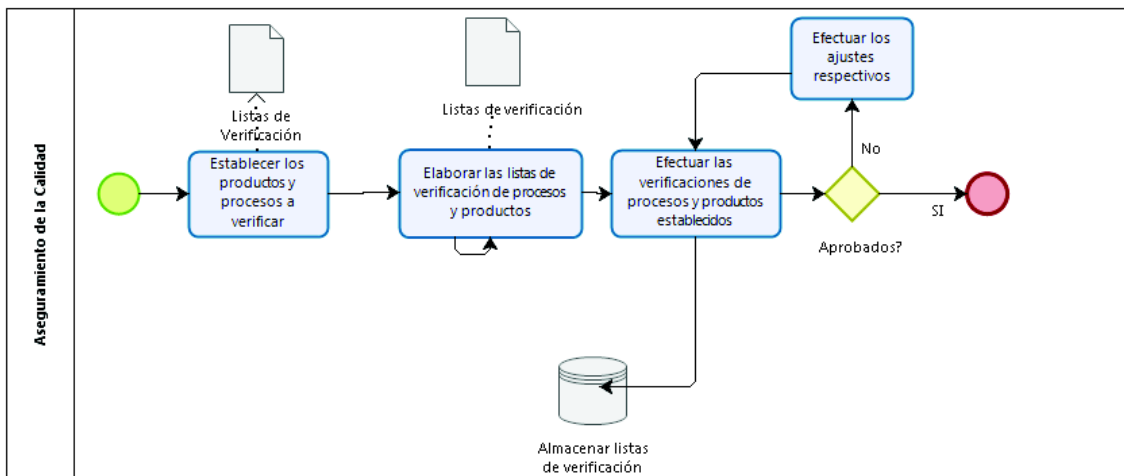 Aseguramiento de la Calidad
Listas de
Verificación
Establecer los
productos y
procesos a
verificar
Listas de verificación
Elaborar las listas de
verificación de procesos
y productos
Efectuar las
verificaciones de
procesos y productos
establecidos
Efectuar los
ajustes
respectivos
No
SI
Aprobados?
Almacenar listas
de verificación